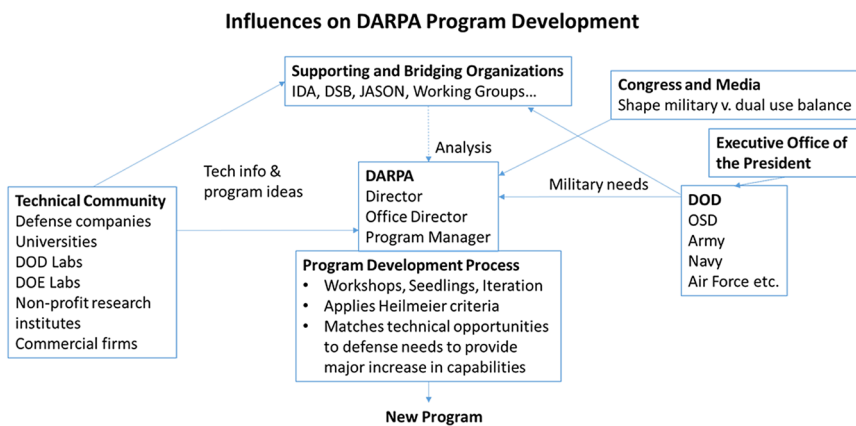 Influences on DARPA Program Development
Supporting and Bridging Organizations
IDA, DSB, JASON, Working Groups...
Congress and Media
Shape military v. dual use balance
Executive Office of
the President
Analysis
Tech info &
program ideas
Military needs
Technical Community
Defense companies
Universities
DOD Labs
DOE Labs
Non-profit research
institutes
Commercial firms
DARPA
Director
Office Director
Program Manager
DOD
OSD
Army
Navy
Air Force etc.
Program Development Process
• Workshops, Seedlings, Iteration
• Applies Heilmeier criteria
• Matches technical opportunities
to defense needs to provide
major increase in capabilities
New Program